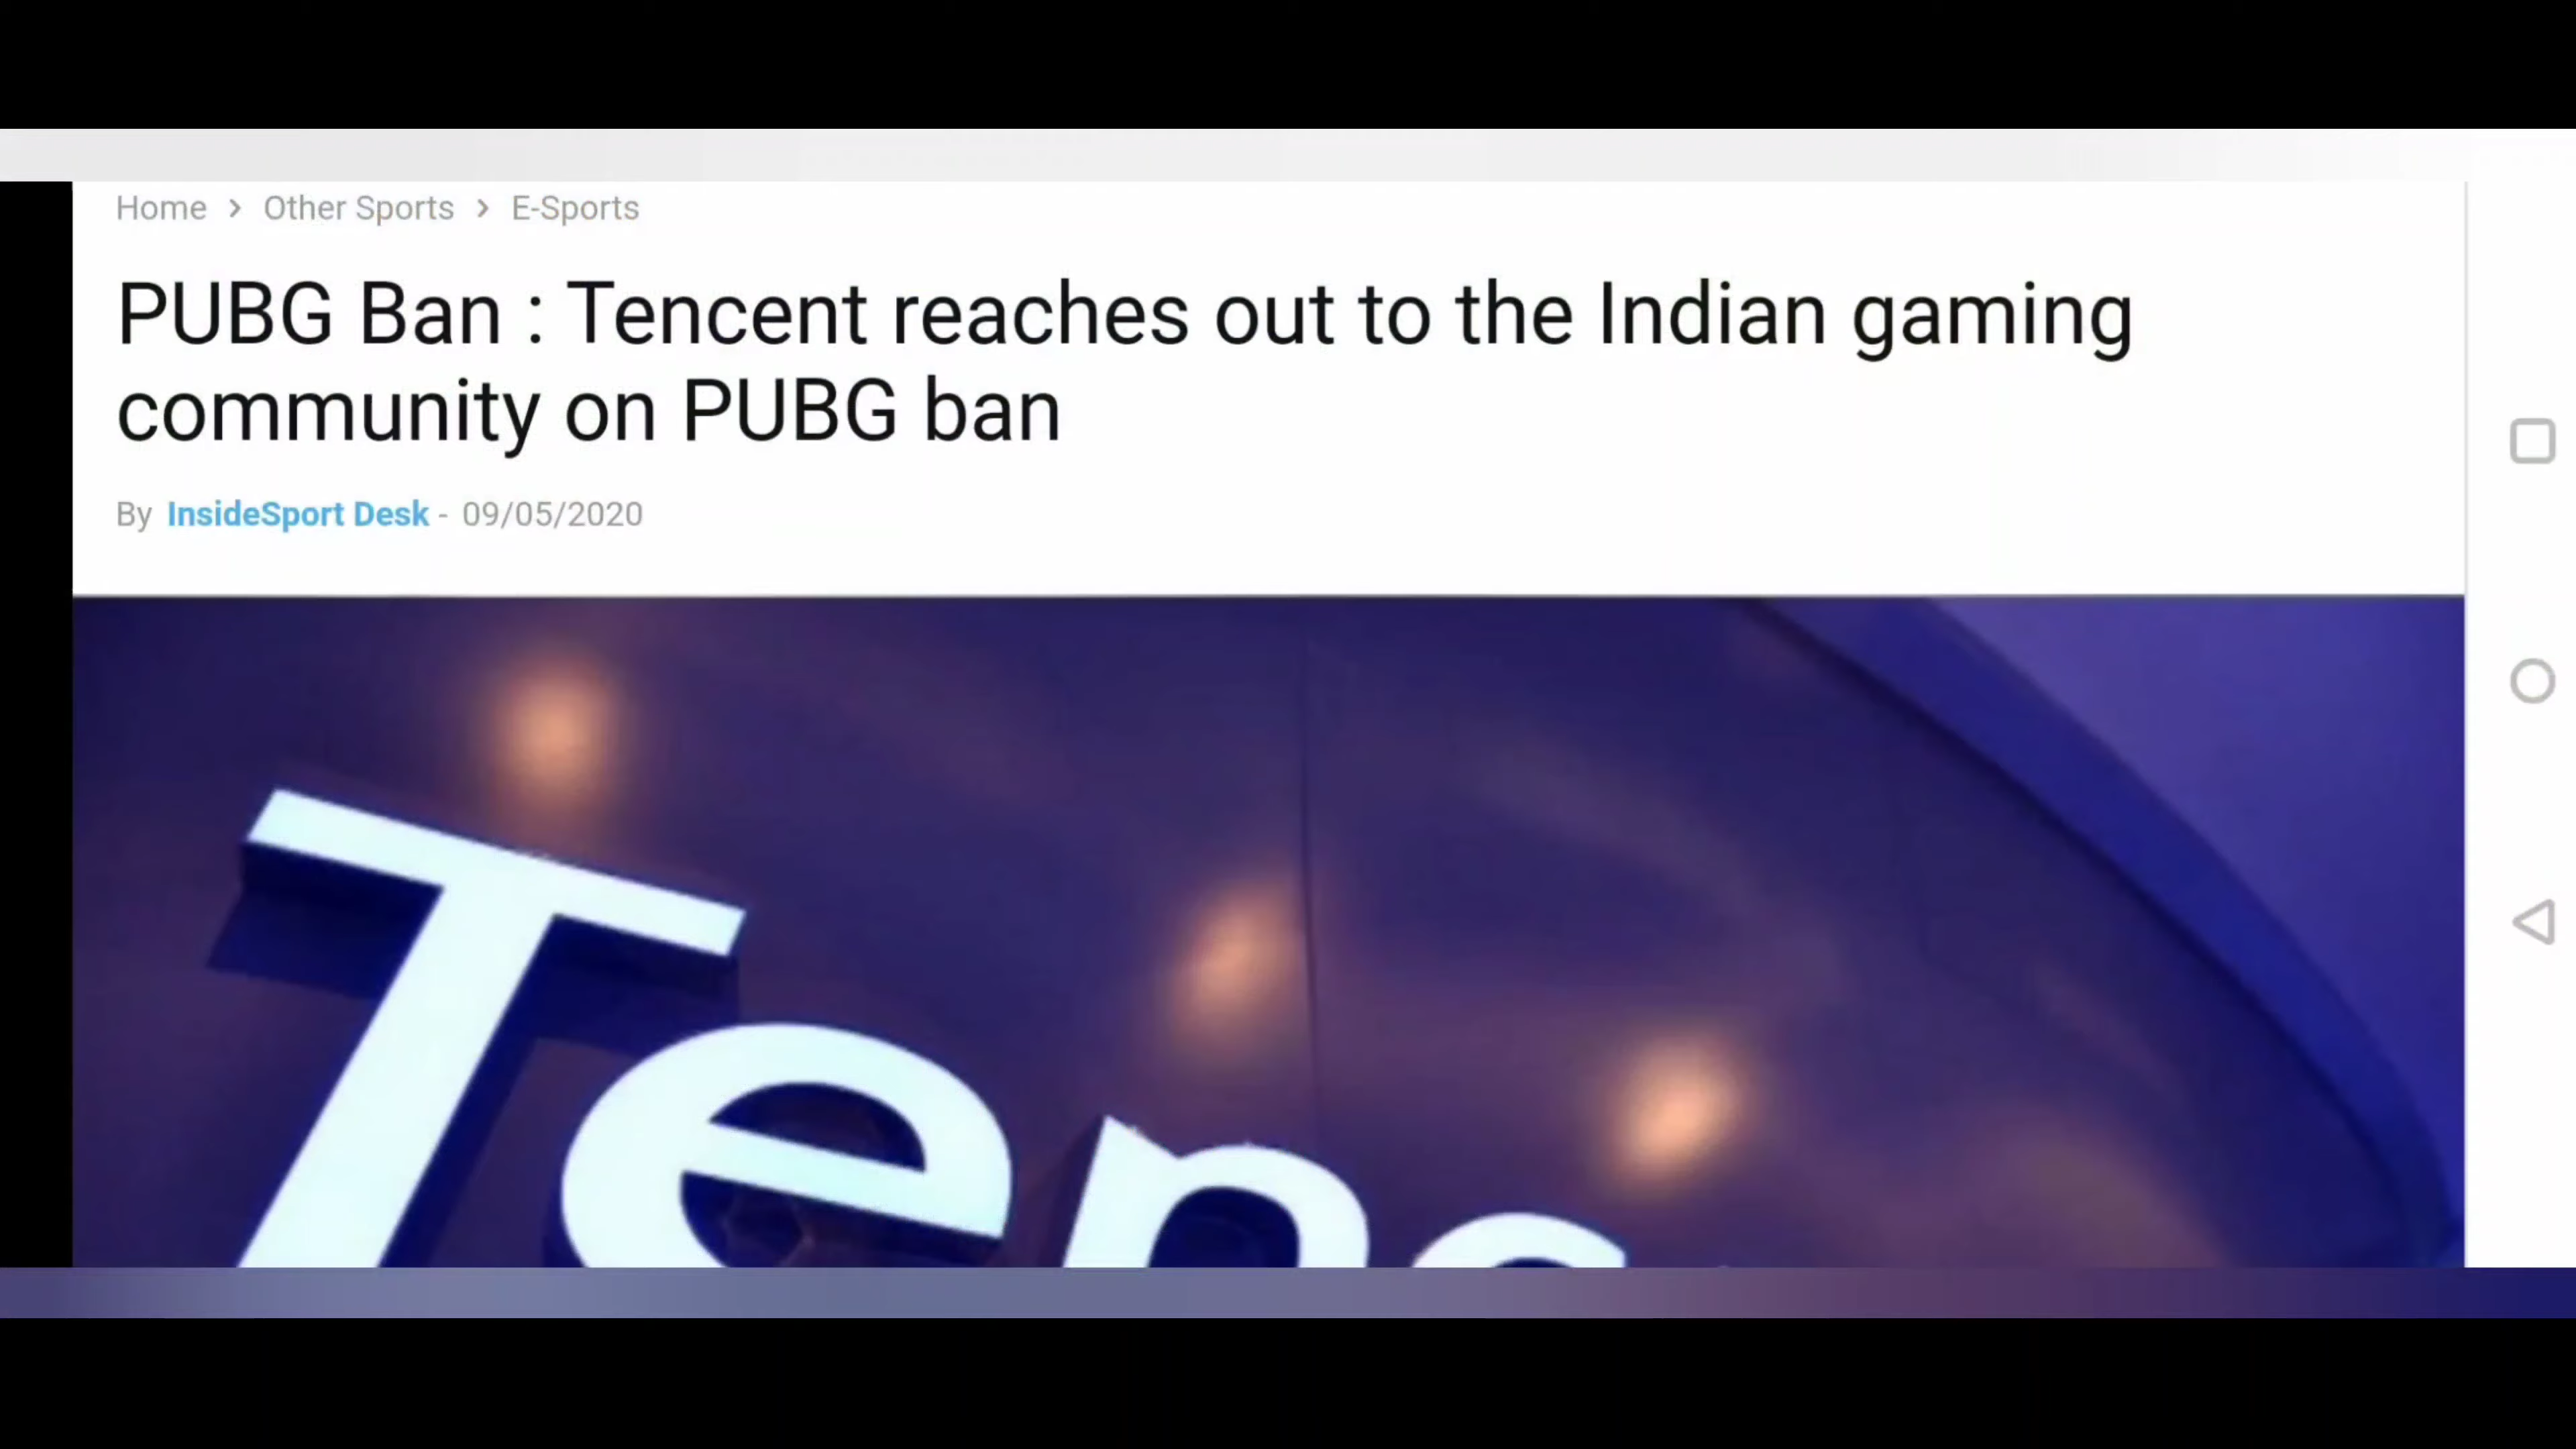 Home > Other Sports > E-Sports
PUBG Ban : Tencent reaches out to the Indian gaming
community on PUBG ban
By InsideSport Desk - 09/05/2020
Tenc